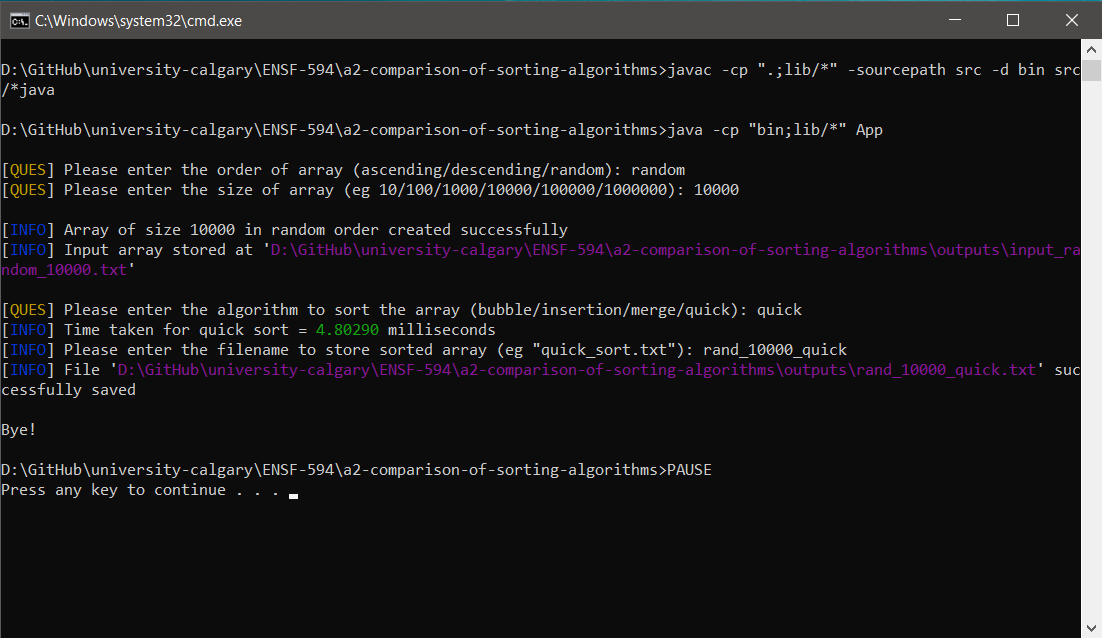 C:\Windows\system32\cmd.exe
D:\GitHub\university-calgary\ENSF-594\a2-comparison-of-sorting-algorithms>javac -cp ".;lib/*" -sourcepath src -d bin src
/*java
D:\GitHub\university-calgary\ENSF-594\a2-comparison-of-sorting-algorithms>java -cp "bin;lib/*" App
[QUES] Please enter the order of array (ascending/descending/random): random
[QUES] Please enter the size of array (eg 10/100/1000/10000/100000/1000000): 10000
[INFO] Array of size 10000 in random order created successfully
[INFO] Input array stored at 'D:\GitHub\university-calgary\ENSF-594\a2-comparison-of-sorting-algorithms\outputs\input_ra
ndom_10000.txt'
[QUES] Please enter the algorithm to sort the array (bubble/insertion/merge/quick): quick
[INFO] Time taken for quick sort = 4.80290 milliseconds
[INFO] Please enter the filename to store sorted array (eg "quick_sort.txt"): rand_10000_quick
[INFO] File 'D:\GitHub\university-calgary\ENSF-594\a2-comparison-of-sorting-algorithms\outputs\rand_10000_quick.txt' suc
cessfully saved
Bye!
D:\GitHub\university-calgary\ENSF-594\a2-comparison-of-sorting-algorithms>PAUSE
Press any key to continue . . .